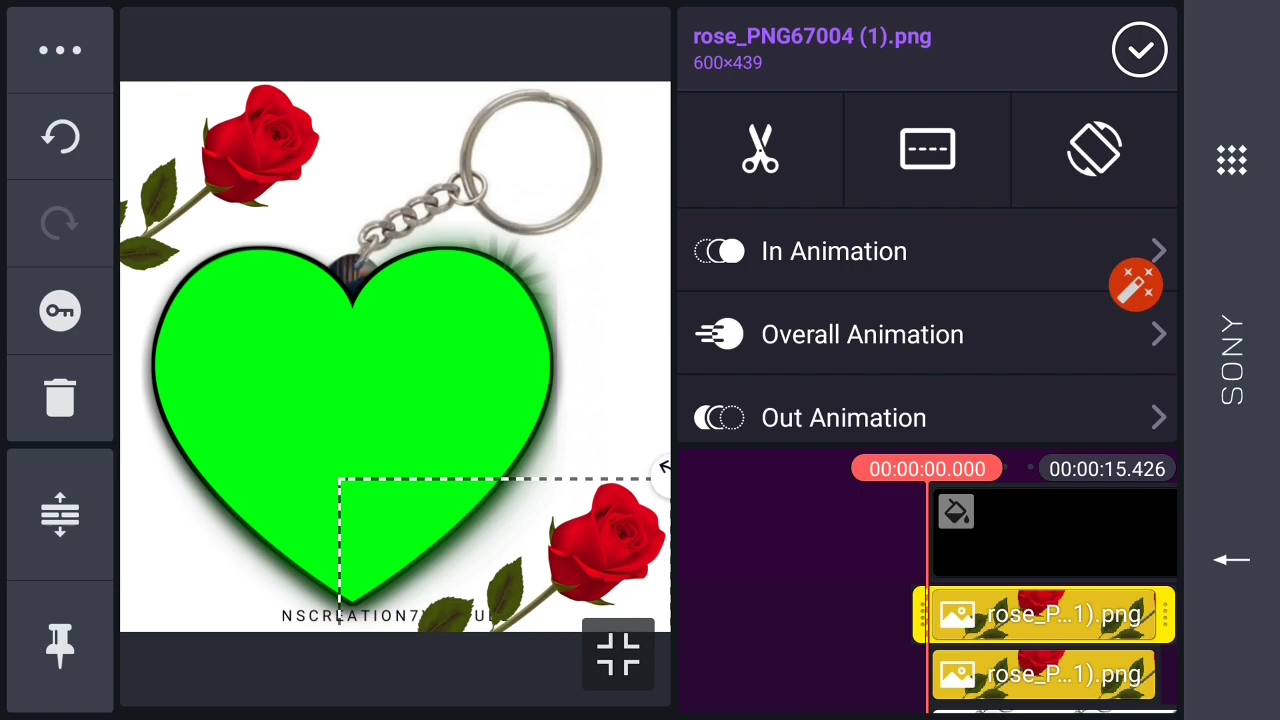 rose_PNG67004 (1).png
600×439
In Animation
Overall Animation
Out Animation
00:00:00.000
00:00:15.426
rose_P...1).png
rose_P...1).png
SONY